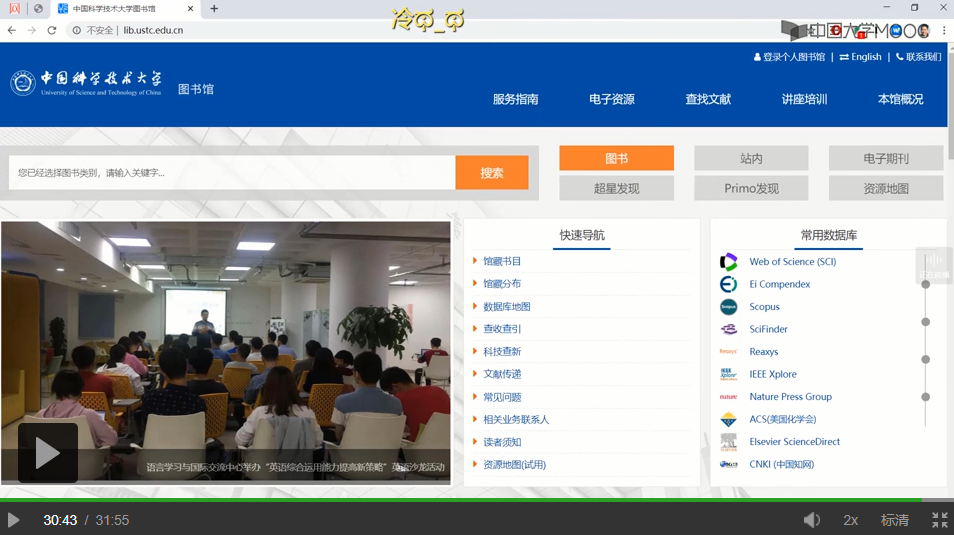 中国科学技术大学图书馆
冷
不安全 | lib.ustc.edu.cn
中国大学MOOC
登录个人图书馆 | English | 联系我们
中国科学技术大学
University of Science and Technology of China
图书馆
服务指南 电子资源 查找文献 讲座培训 本馆概况
您已经选择图书类别，请输入关键字...
搜索
图书 站内 电子期刊
超星发现 Primo发现 资源地图
快速导航
馆藏书目
馆藏分布
数据库地图
查收查引
科技查新
文献传递
常见问题
相关业务联系人
读者须知
资源地图(试用)
常用数据库
Web of Science (SCI)
Ei Compendex
Scopus
SciFinder
Reaxys
IEEE Xplore
Nature Press Group
ACS(美国化学会)
Elsevier ScienceDirect
CNKI (中国知网)
语言学习与国际交流中心举办“英语综合运用能力提高新策略”英语沙龙活动
30:43 / 31:55
2x 标清